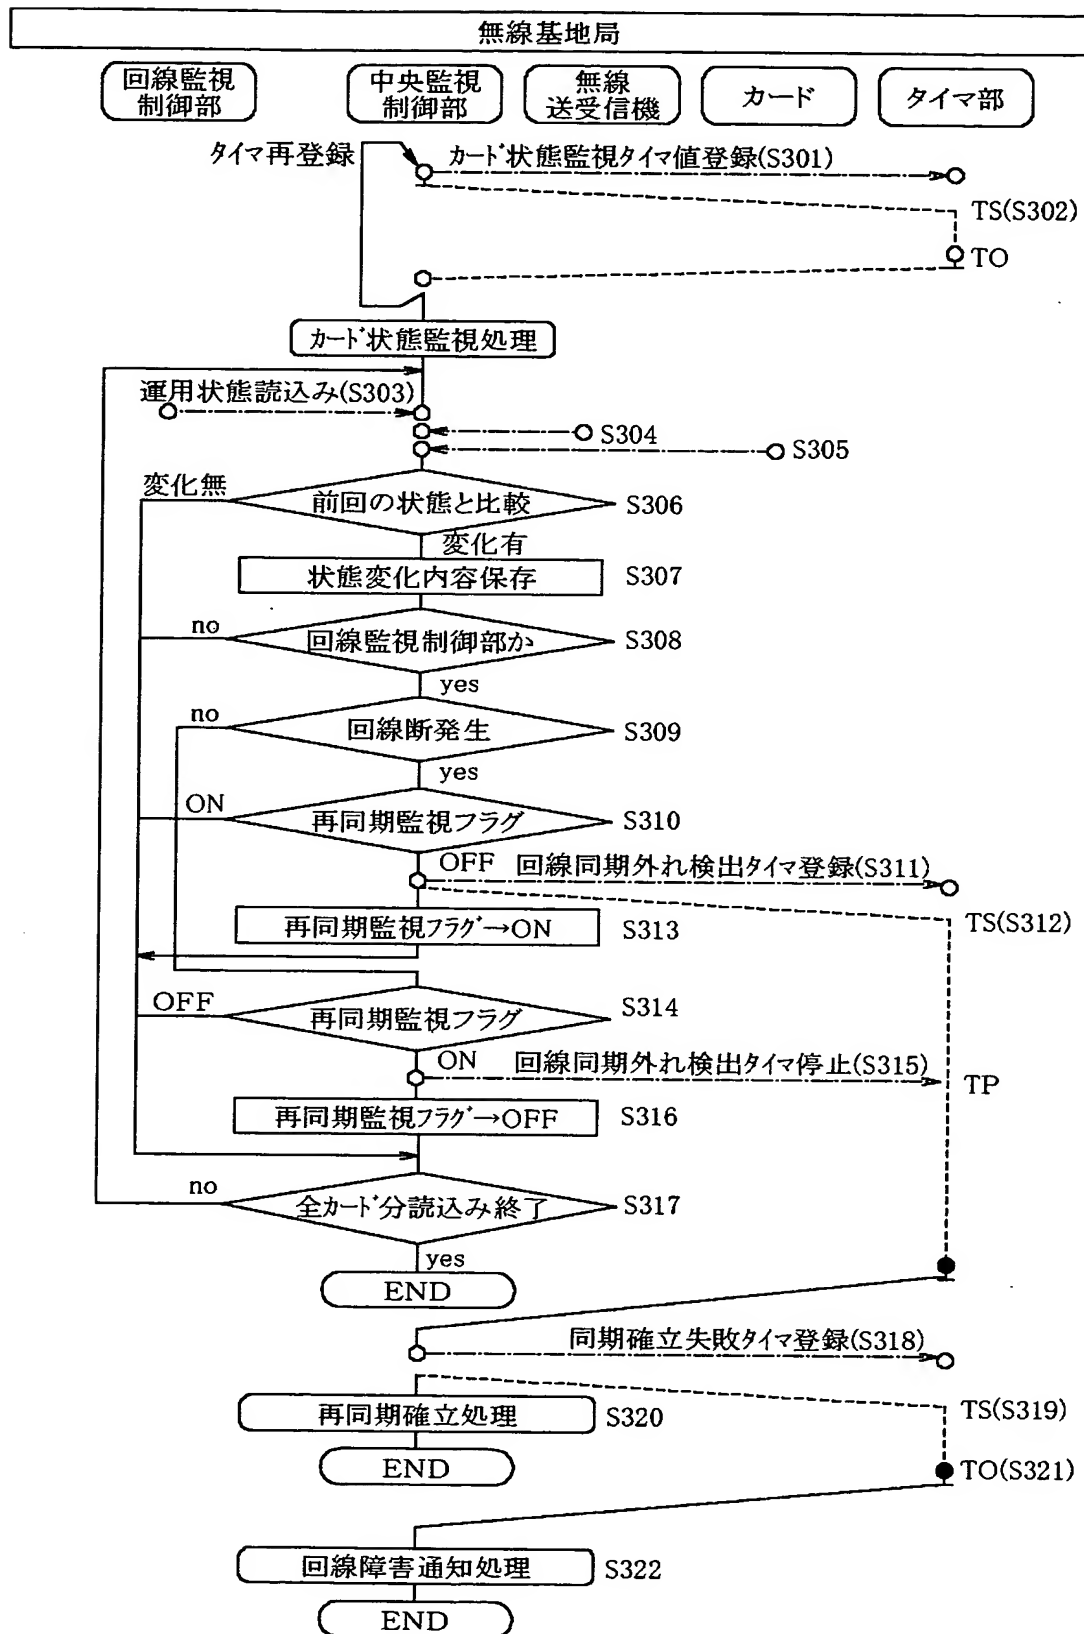 無線基地局
回線監視
制御部
中央監視
制御部
無線
送受信機
カード
タイマ部
タイマ再登録
カード状態監視タイマ値登録(S301)
TS(S302)
TO
カード状態監視処理
運用状態読込み(S303)
S304
S305
変化無
前回の状態と比較
S306
変化有
状態変化内容保存
S307
no
回線監視制御部か
S308
yes
no
回線断発生
S309
yes
ON
再同期監視フラグ
S310
OFF
回線同期外れ検出タイマ登録(S311)
再同期監視フラグ→ON
S313
TS(S312)
OFF
再同期監視フラグ
S314
ON
回線同期外れ検出タイマ停止(S315)
TP
再同期監視フラグ→OFF
S316
no
全カード分読込み終了
S317
yes
END
同期確立失敗タイマ登録(S318)
再同期確立処理
S320
TS(S319)
END
TO(S321)
回線障害通知処理
S322
END